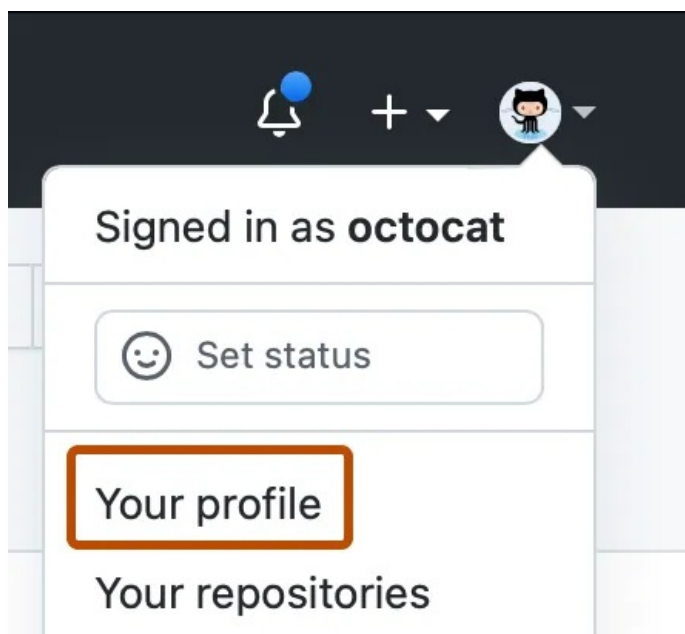 Signed in as octocat
Set status
Your profile
Your repositories